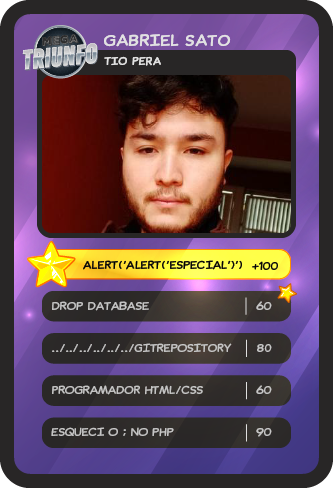 GABRIEL SATO
MEGA
TRIUNFO
TIO PERA
ALERT('ALERT('ESPECIAL')') +100
DROP DATABASE 60
../../../../../../GITREPOSITORY 80
PROGRAMADOR HTML/CSS 60
ESQUECI O ; NO PHP 90